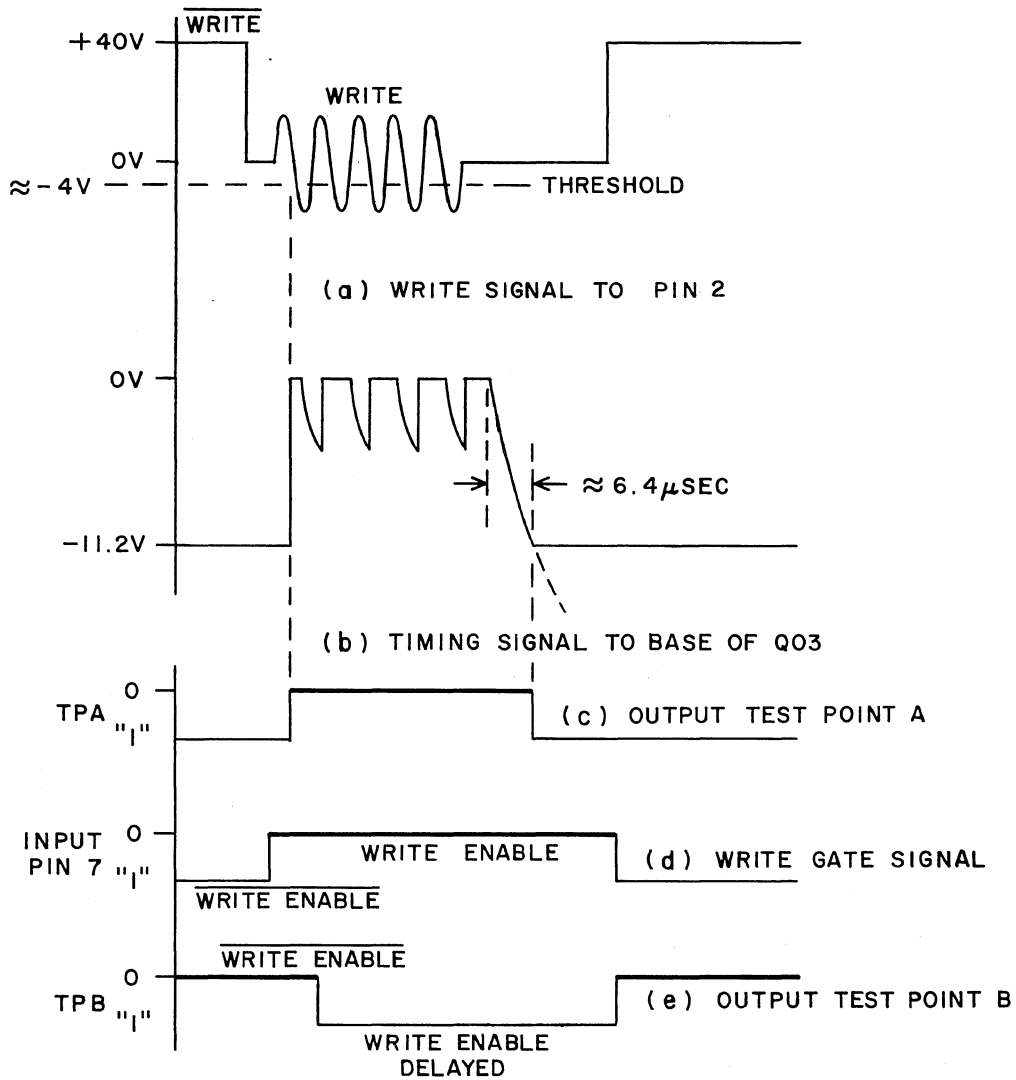 WRITE
+40V
WRITE
0V
≈-4V
THRESHOLD
(a) WRITE SIGNAL TO PIN 2
0V
≈ 6.4μSEC
-11.2V
(b) TIMING SIGNAL TO BASE OF Q03
0
TPA
"1"
(c) OUTPUT TEST POINT A
INPUT
PIN 7
0
"1"
WRITE ENABLE
(d) WRITE GATE SIGNAL
WRITE ENABLE
WRITE ENABLE
0
TPB
"1"
(e) OUTPUT TEST POINT B
WRITE ENABLE
DELAYED